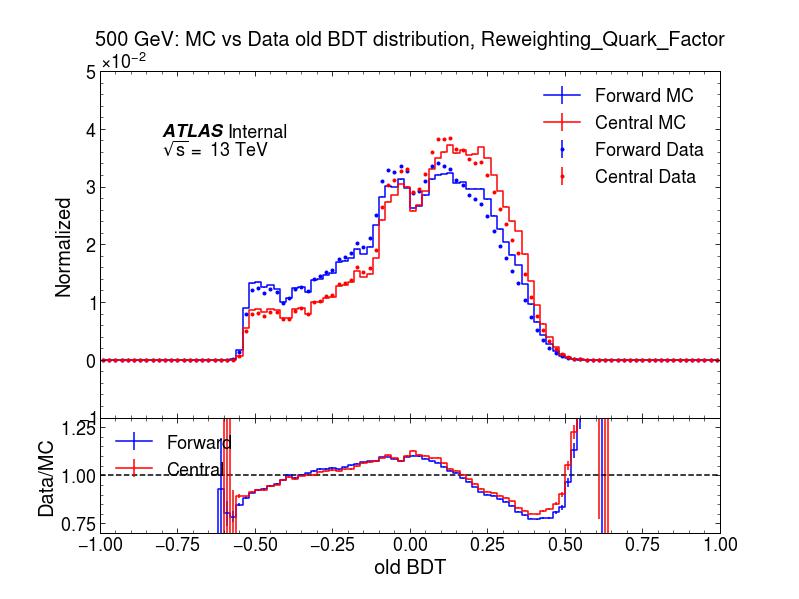 500 GeV: MC vs Data old BDT distribution, Reweighting_Quark_Factor
×10⁻²
5
4
3
2
1
0
−1
Normalized
ATLAS Internal
√s = 13 TeV
Forward MC
Central MC
Forward Data
Central Data
1.25
1.00
0.75
Data/MC
Forward
Central
−1.00 −0.75 −0.50 −0.25 0.00 0.25 0.50 0.75 1.00
old BDT